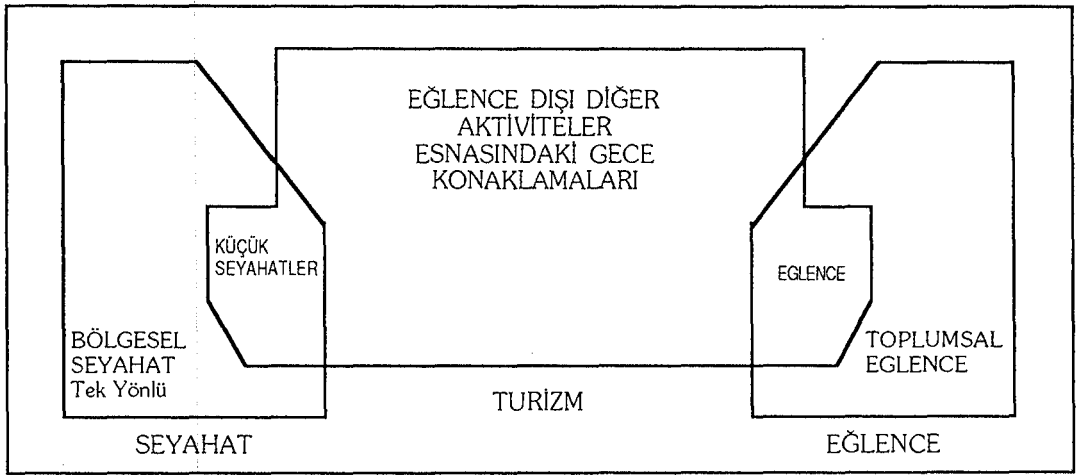 EĞLENCE DIŞI DİĞER
AKTİVİTELER
ESNASINDAKİ GECE
KONAKLAMALARI
KÜÇÜK
SEYAHATLER
EGLENCE
BÖLGESEL
SEYAHAT
Tek Yönlü
TOPLUMSAL
EGLENCE
TURİZM
SEYAHAT
EĞLENCE